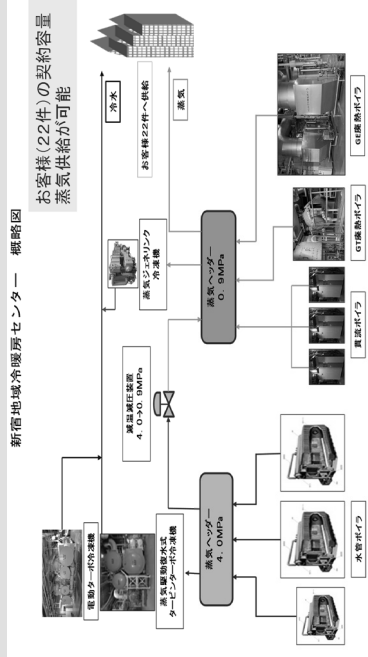 新宿地域冷暖房センター　概略図
お客様(22件)の契約容量
蒸気供給が可能
電動ターボ冷凍機
冷水
蒸気駆動復水式
タービンターボ冷凍機
減温減圧装置
4.0→0.9MPa
蒸気ジェネリンク
冷凍機
お客様22件へ供給
蒸気
蒸気ヘッダー
4.0MPa
蒸気ヘッダー
0.9MPa
水管ボイラ
貫流ボイラ
GT廃熱ボイラ
GE廃熱ボイラ